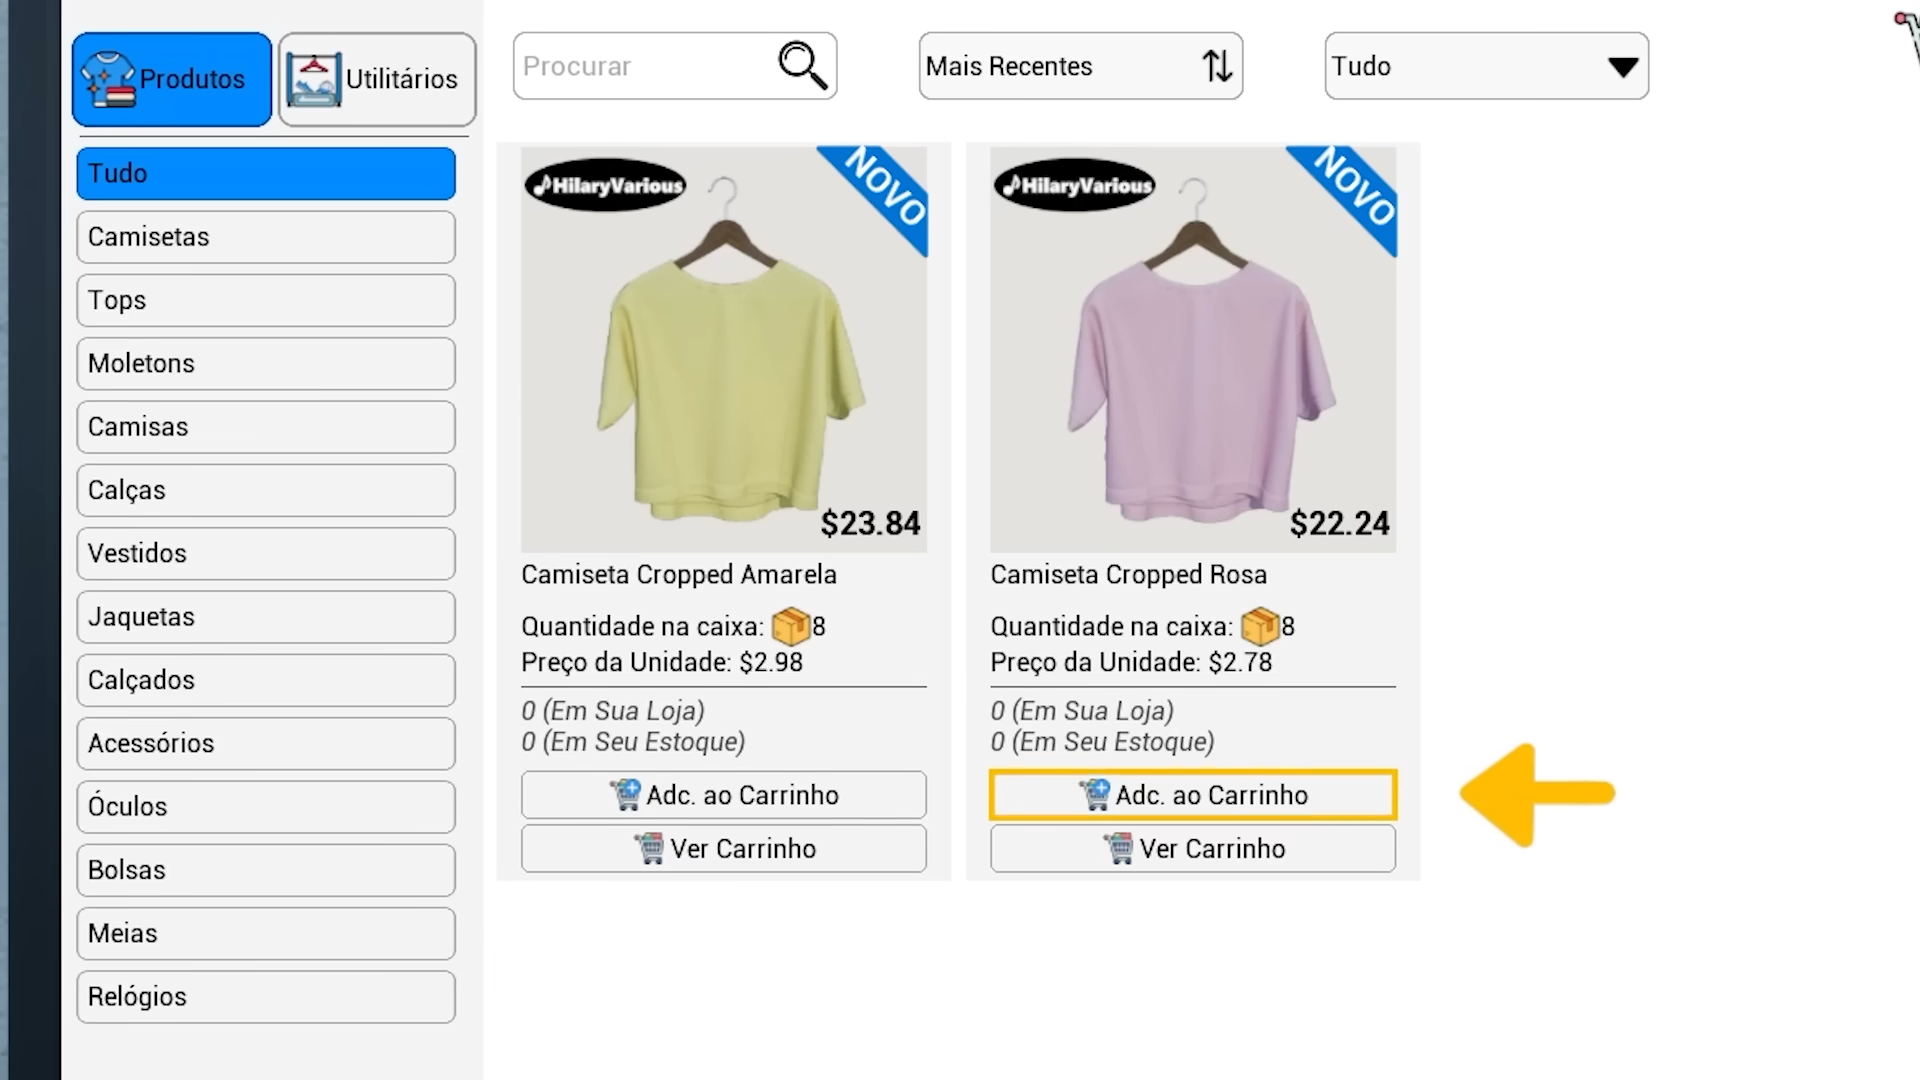 Produtos
Utilitários
Procurar
Mais Recentes
Tudo
Tudo
Camisetas
Tops
Moletons
Camisas
Calças
Vestidos
Jaquetas
Calçados
Acessórios
Óculos
Bolsas
Meias
Relógios
HilaryVarious
NOVO
$23.84
Camiseta Cropped Amarela
Quantidade na caixa: 8
Preço da Unidade: $2.98
0 (Em Sua Loja)
0 (Em Seu Estoque)
Adc. ao Carrinho
Ver Carrinho
HilaryVarious
NOVO
$22.24
Camiseta Cropped Rosa
Quantidade na caixa: 8
Preço da Unidade: $2.78
0 (Em Sua Loja)
0 (Em Seu Estoque)
Adc. ao Carrinho
Ver Carrinho